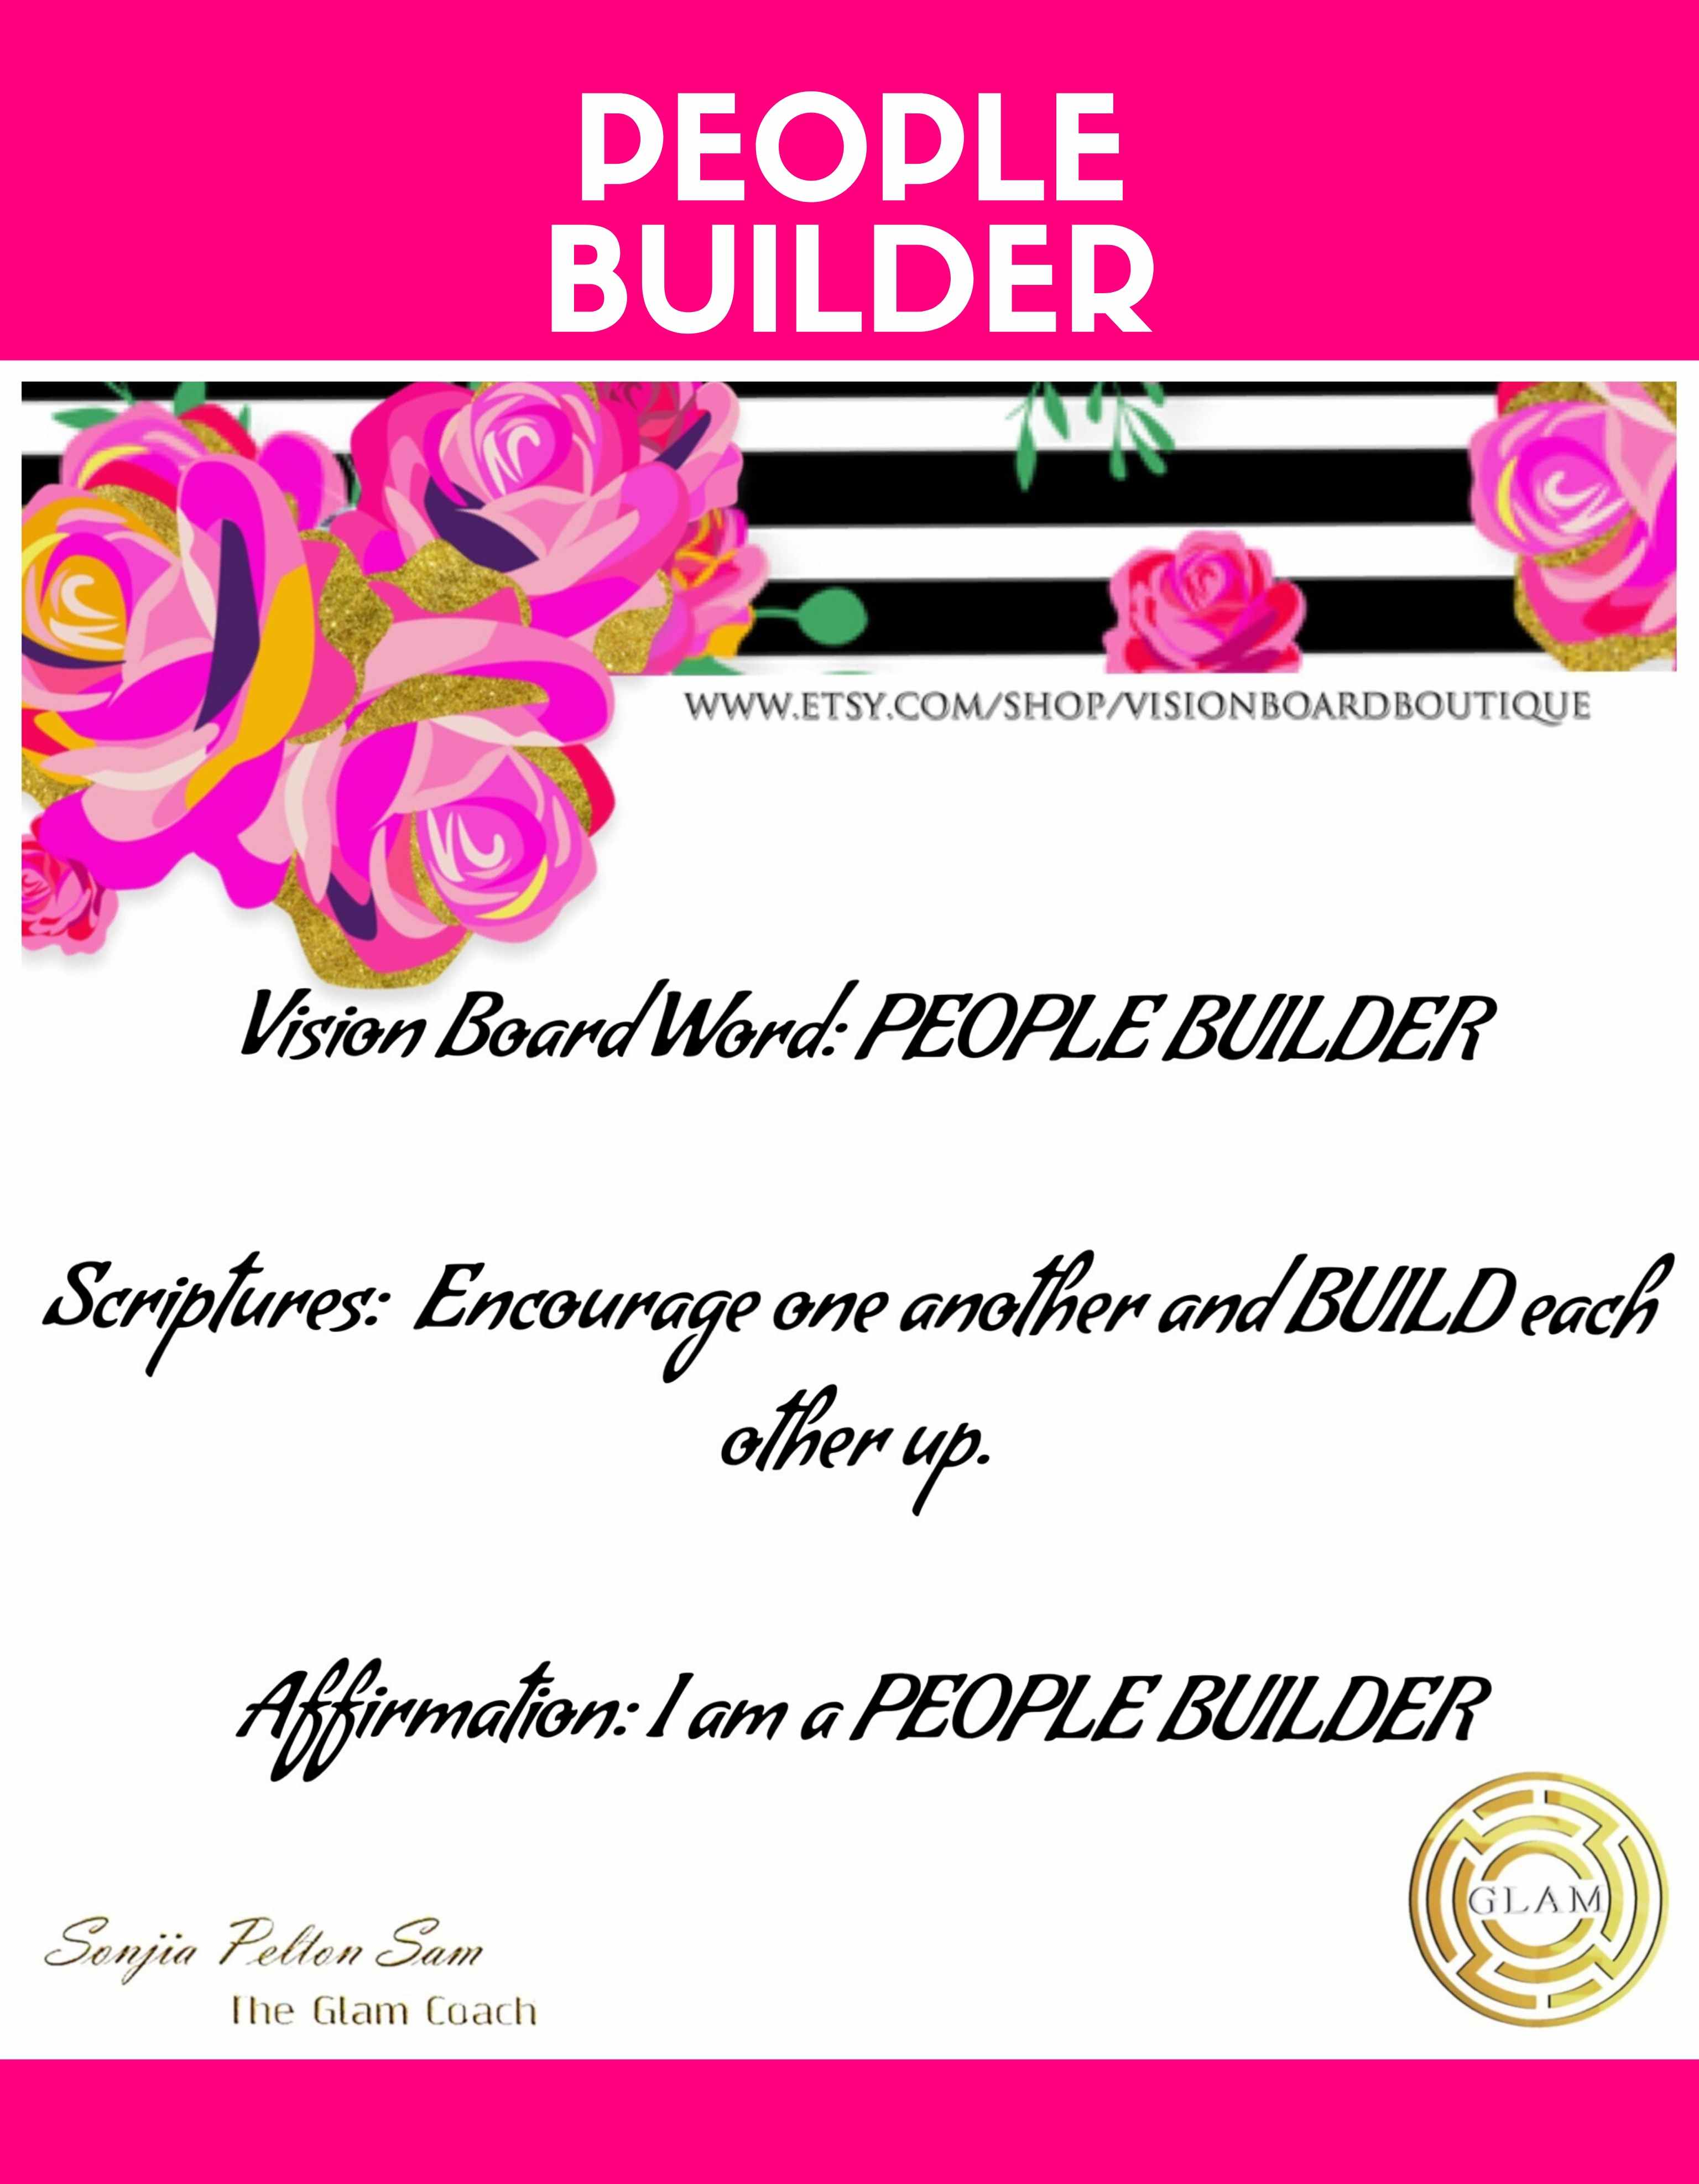 PEOPLE
BUILDER
WWW.ETSY.COM/SHOP/VISIONBOARDBOUTIQUE
Vision Board Word: PEOPLE BUILDER
Scriptures: Encourage one another and BUILD each
other up.
Affirmation: I am a PEOPLE BUILDER
GLAM
Sonjia Pelton Sam
The Glam Coach